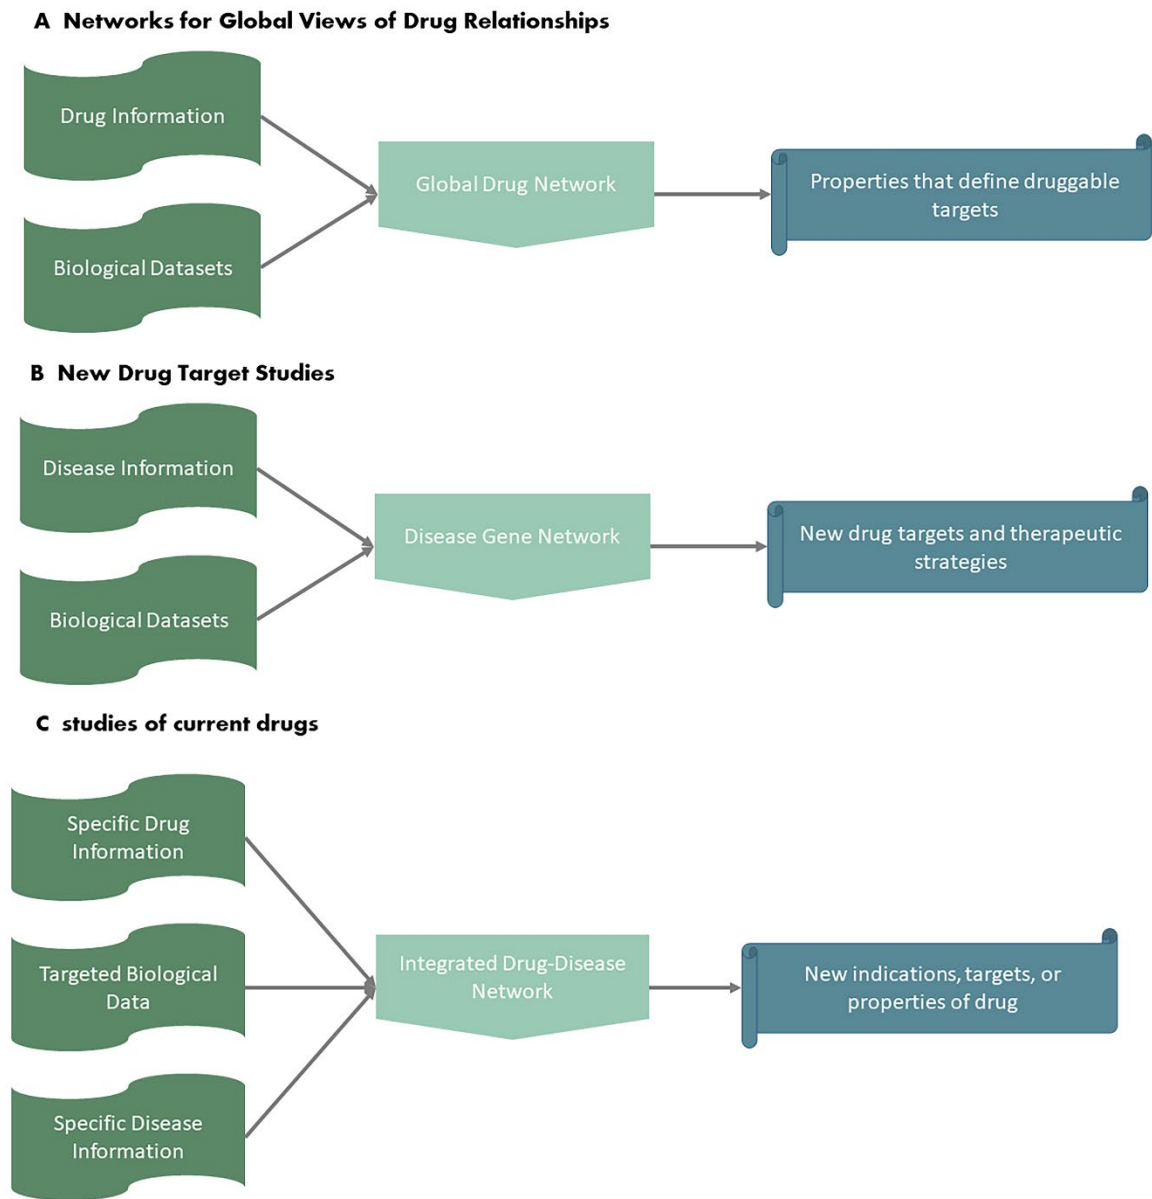 A Networks for Global Views of Drug Relationships
Drug Information
Biological Datasets
Global Drug Network
Properties that define druggable
targets
B New Drug Target Studies
Disease Information
Biological Datasets
Disease Gene Network
New drug targets and therapeutic
strategies
C studies of current drugs
Specific Drug
Information
Targeted Biological
Data
Specific Disease
Information
Integrated Drug-Disease
Network
New indications, targets, or
properties of drug